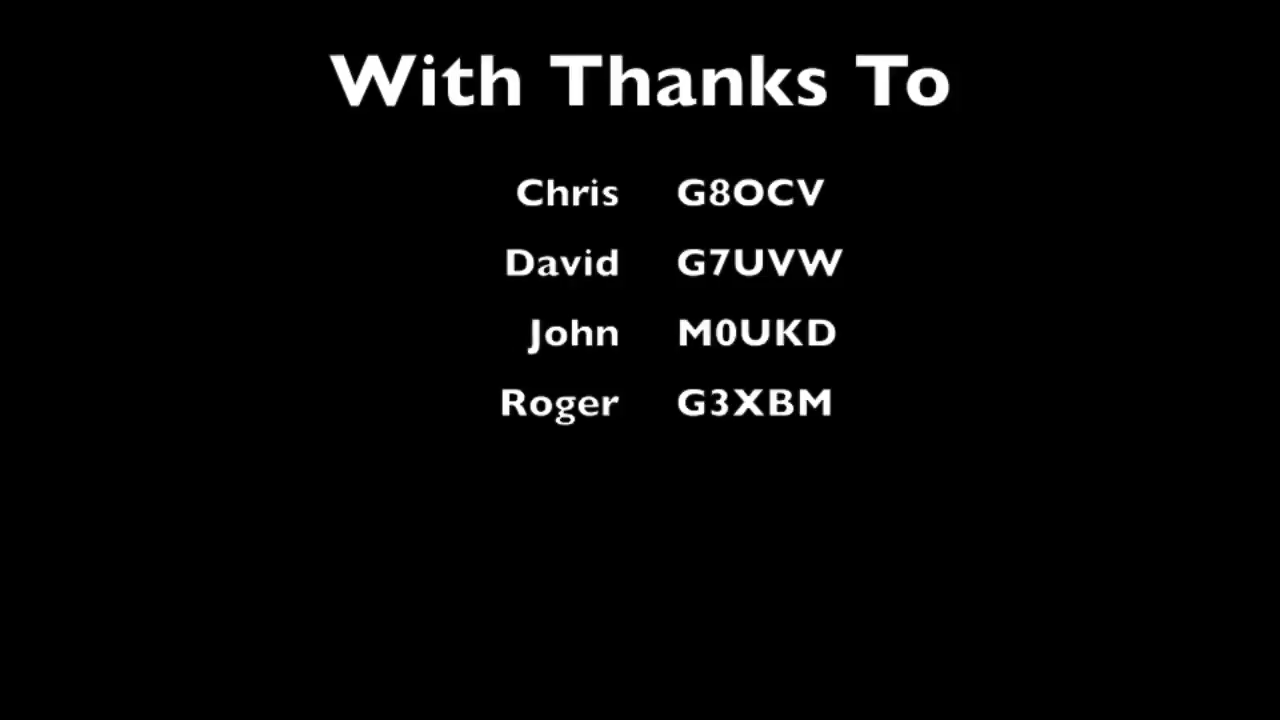 With Thanks To
Chris G8OCV
David G7UVW
John M0UKD
Roger G3XBM